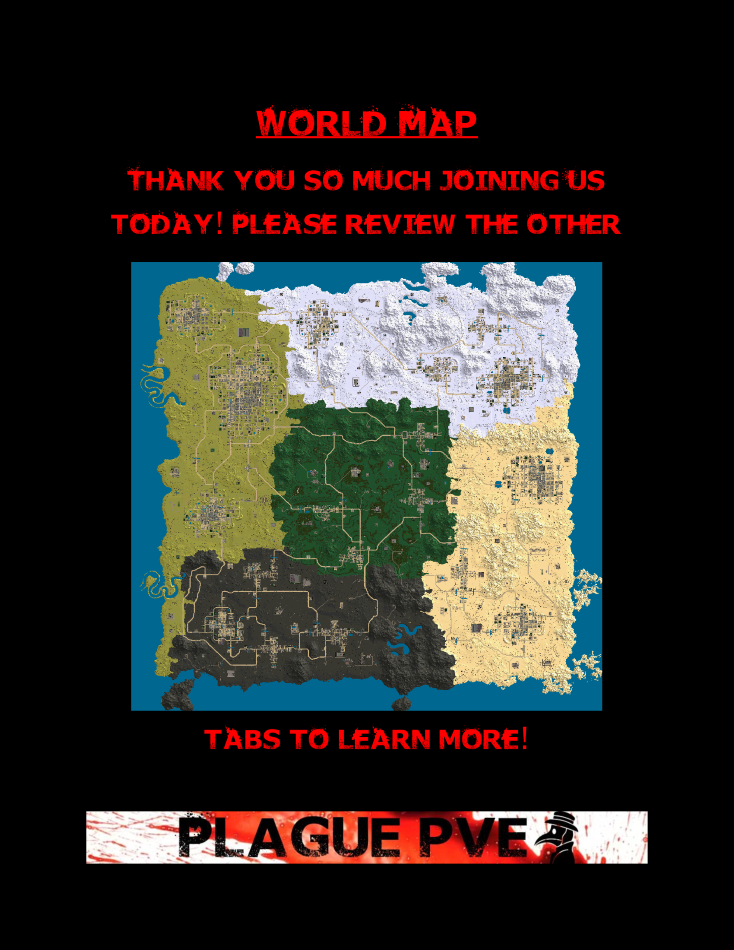 WORLD MAP
THANK YOU SO MUCH JOINING US
TODAY! PLEASE REVIEW THE OTHER
TABS TO LEARN MORE!
PLAGUE PVE